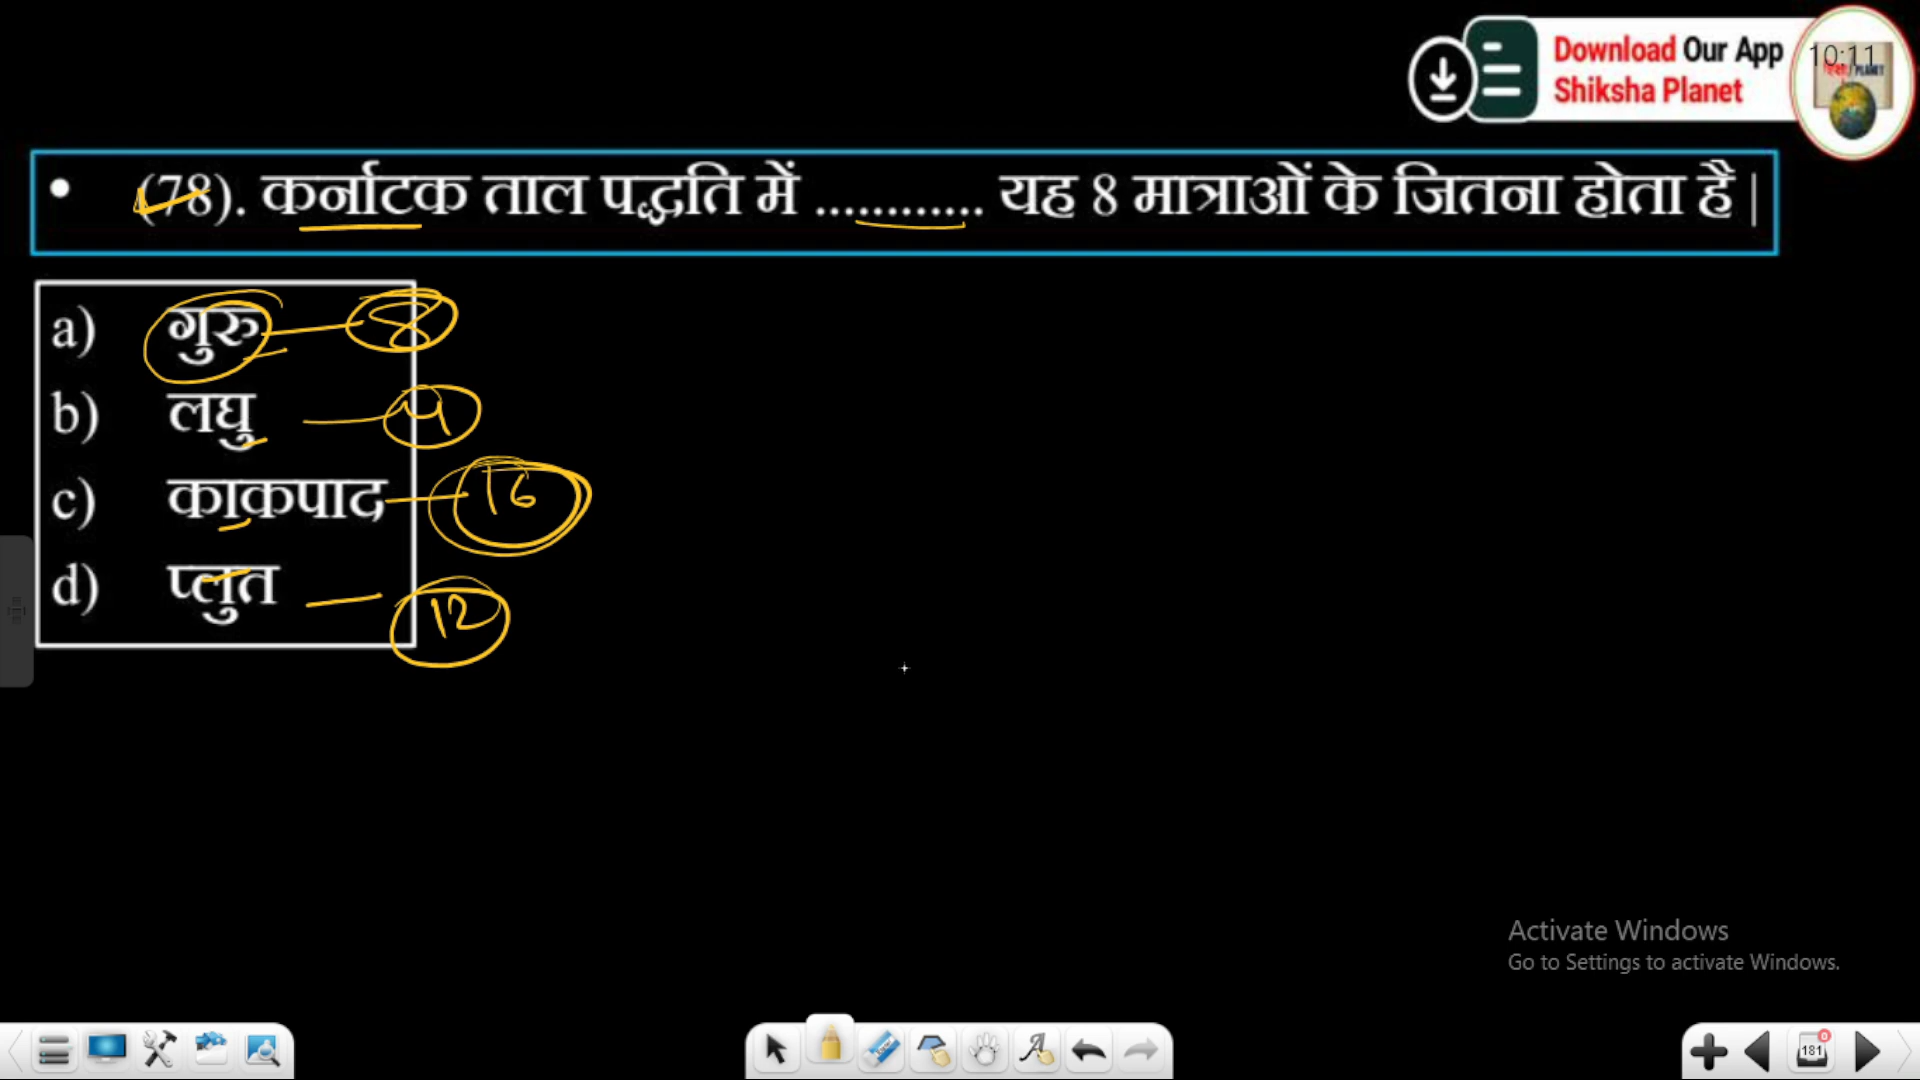 Download Our App
Shiksha Planet
10:11
• (78). कर्नाटक ताल पद्धति में ............ यह 8 मात्राओं के जितना होता है |
a) गुरु 8
b) लघु 4
c) काकपाद 16
d) प्लुत 12
Activate Windows
Go to Settings to activate Windows.
181